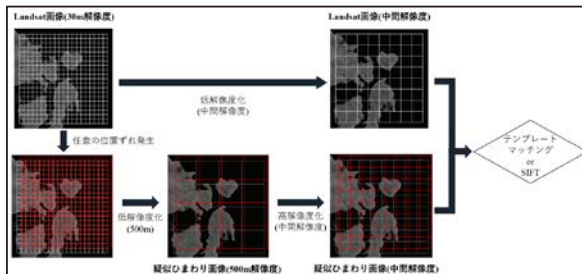 Landsat画像(30m解像度)
Landsat画像(中間解像度)
低解像度化
(中間解像度)
任意の位置ずれ発生
テンプレート
マッチング
or
SIFT
低解像度化
(500m)
高解像度化
(中間解像度)
疑似ひまわり画像(500m解像度)
疑似ひまわり画像(中間解像度)